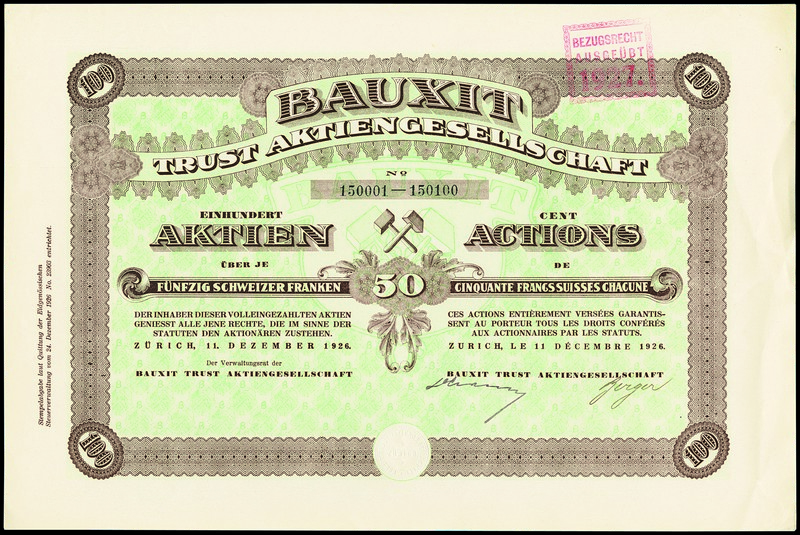 BEZUGSRECHT
AUSGEÜBT
1927.
100
100
BAUXIT
TRUST AKTIENGESELLSCHAFT
No
150001—150100
EINHUNDERT
AKTIEN
ÜBER JE
FÜNFZIG SCHWEIZER FRANKEN
CENT
ACTIONS
DE
CINQUANTE FRANCS SUISSES CHACUNE
50
DER INHABER DIESER VOLLEINGEZAHLTEN AKTIEN
GENIESST ALLE JENE RECHTE, DIE IM SINNE DER
STATUTEN DEN AKTIONÄREN ZUSTEHEN.
ZÜRICH, 11. DEZEMBER 1926.
Der Verwaltungsrat der
BAUXIT TRUST AKTIENGESELLSCHAFT
CES ACTIONS ENTIÈREMENT VERSÉES GARANTIS-
SENT AU PORTEUR TOUS LES DROITS CONFÉRÉS
AUX ACTIONNAIRES PAR LES STATUTS.
ZURICH, LE 11 DÉCEMBRE 1926.
BAUXIT TRUST AKTIENGESELLSCHAFT
Berger
Stempelabgabe laut Quittung der Eidgenössischen
Steuerverwaltung vom 24. Dezember 1926 No. 23963 entrichtet.
100
100